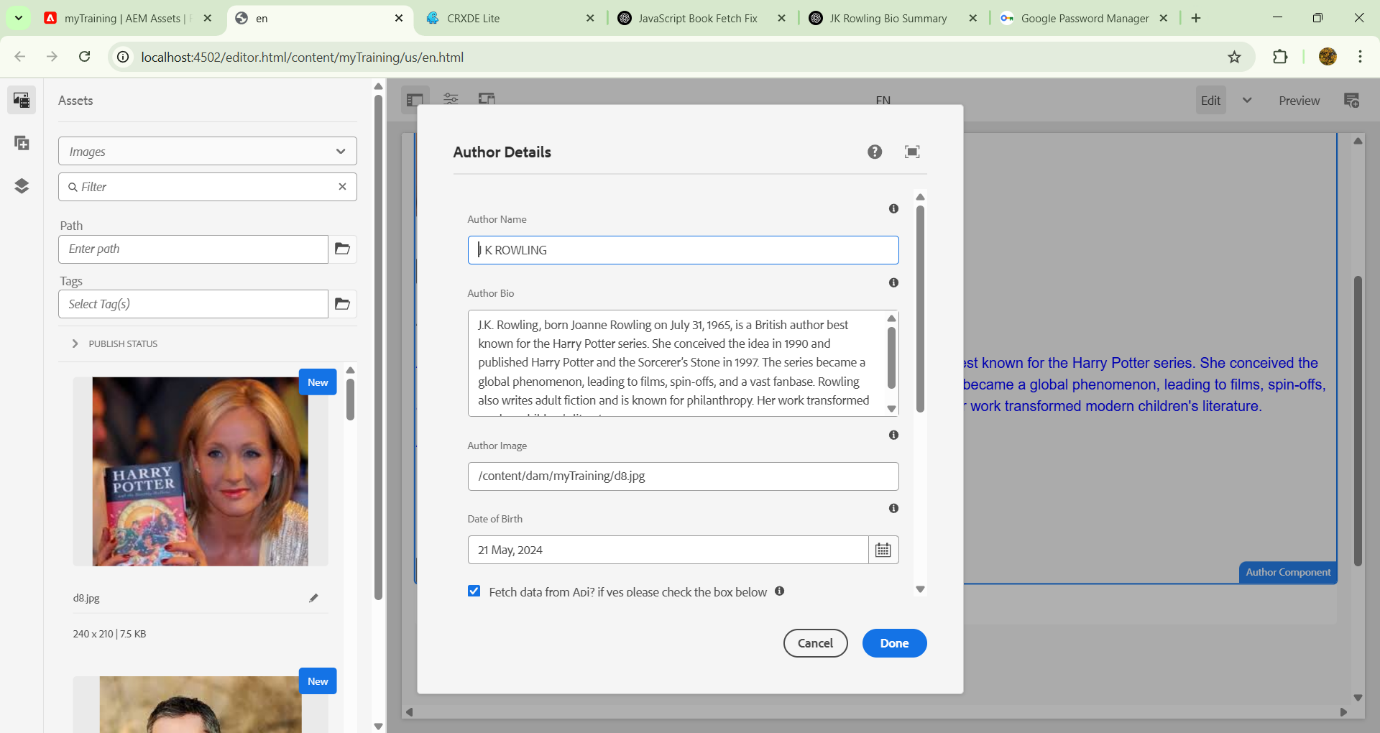 myTraining | AEM Assets |
en
CRXDE Lite
JavaScript Book Fetch Fix
JK Rowling Bio Summary
Google Password Manager
localhost:4502/editor.html/content/myTraining/us/en.html
Assets
Images
Filter
Path
Enter path
Tags
Select Tag(s)
PUBLISH STATUS
New
HARRY
POTTER
d8.jpg
240 x 210 | 7.5 KB
New
EN
Edit
Preview
Author Details
Author Name
J K ROWLING
Author Bio
J.K. Rowling, born Joanne Rowling on July 31, 1965, is a British author best
known for the Harry Potter series. She conceived the idea in 1990 and
published Harry Potter and the Sorcerer's Stone in 1997. The series became a
global phenomenon, leading to films, spin-offs, and a vast fanbase. Rowling
also writes adult fiction and is known for philanthropy. Her work transformed
Author Image
/content/dam/myTraining/d8.jpg
Date of Birth
21 May, 2024
Fetch data from Api? if yes please check the box below
Cancel
Done
est known for the Harry Potter series. She conceived the
became a global phenomenon, leading to films, spin-offs,
r work transformed modern children's literature.
Author Component